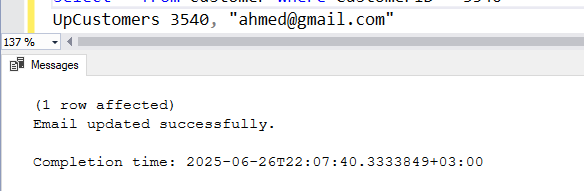 UpCustomers 3540, "ahmed@gmail.com"
137 %
Messages
(1 row affected)
Email updated successfully.
Completion time: 2025-06-26T22:07:40.3333849+03:00